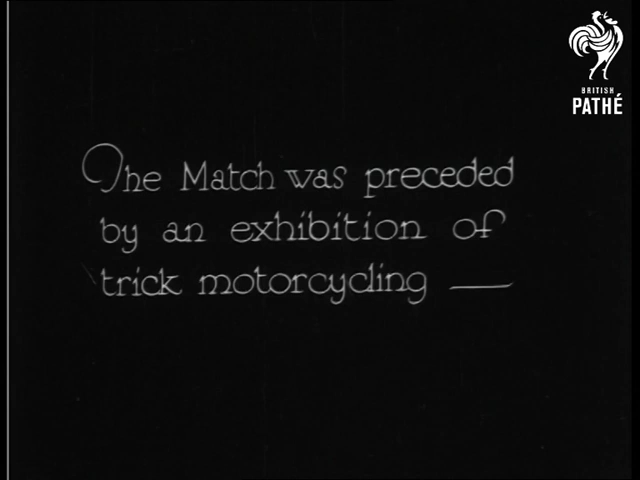 BRITISH
PATHÉ
The Match was preceded
by an exhibition of
trick motorcycling —